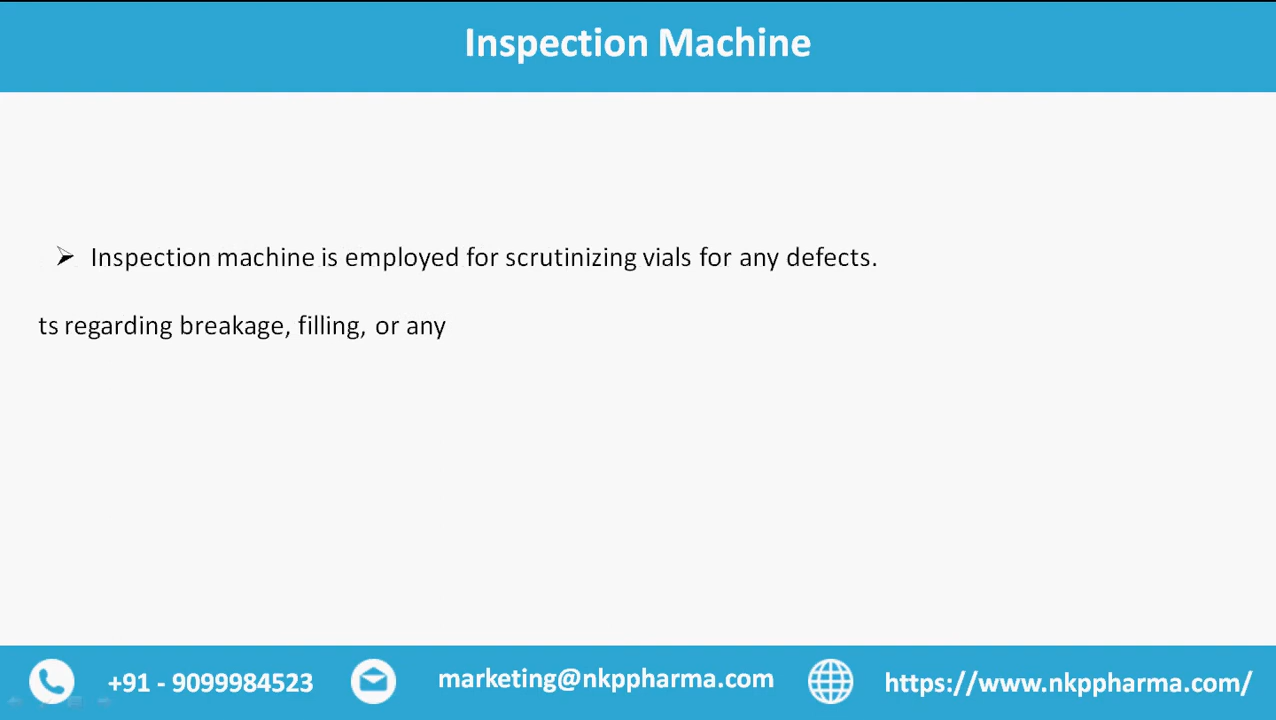 Inspection Machine
➢ Inspection machine is employed for scrutinizing vials for any defects.
ts regarding breakage, filling, or any
+91 - 9099984523
marketing@nkppharma.com
https://www.nkppharma.com/